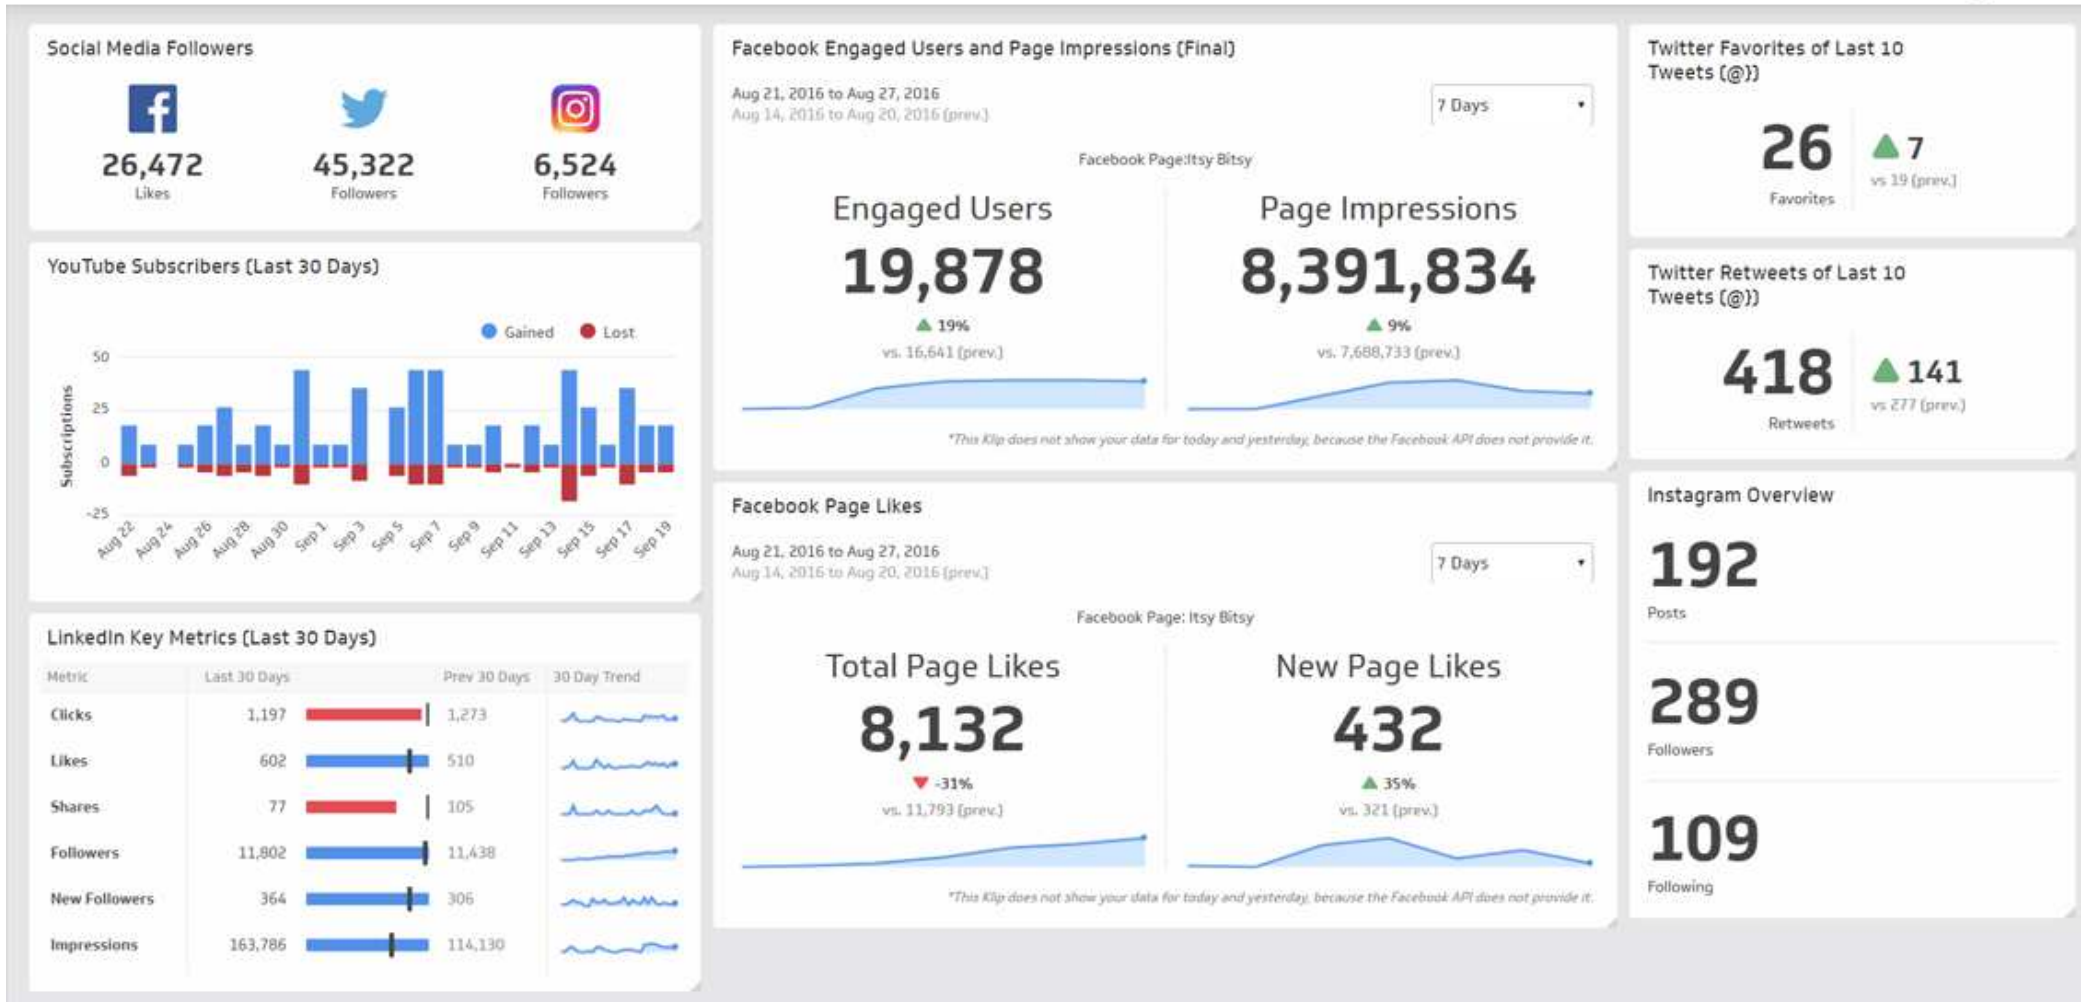 Social Media Followers
26,472
Likes
45,322
Followers
6,524
Followers
YouTube Subscribers (Last 30 Days)
Gained
Lost
Subscriptions
50
25
0
-25
Aug 22
Aug 24
Aug 26
Aug 28
Aug 30
Sep 1
Sep 3
Sep 5
Sep 7
Sep 9
Sep 11
Sep 13
Sep 15
Sep 17
Sep 19
LinkedIn Key Metrics (Last 30 Days)
Metric Last 30 Days Prev 30 Days 30 Day Trend
Clicks 1,197 1,273
Likes 602 510
Shares 77 105
Followers 11,802 11,438
New Followers 364 306
Impressions 163,786 114,130
Facebook Engaged Users and Page Impressions (Final)
Aug 21, 2016 to Aug 27, 2016
Aug 14, 2016 to Aug 20, 2016 (prev.)
7 Days
Facebook Page:Itsy Bitsy
Engaged Users
19,878
19%
vs. 16,641 (prev.)
Page Impressions
8,391,834
9%
vs. 7,688,733 (prev.)
*This Klip does not show your data for today and yesterday, because the Facebook API does not provide it.
Facebook Page Likes
Aug 21, 2016 to Aug 27, 2016
Aug 14, 2016 to Aug 20, 2016 (prev.)
7 Days
Facebook Page: Itsy Bitsy
Total Page Likes
8,132
-31%
vs. 11,793 (prev.)
New Page Likes
432
35%
vs. 321 (prev.)
*This Klip does not show your data for today and yesterday, because the Facebook API does not provide it.
Twitter Favorites of Last 10
Tweets (@})
26
Favorites
7
vs 19 (prev.)
Twitter Retweets of Last 10
Tweets (@})
418
Retweets
141
vs 277 (prev.)
Instagram Overview
192
Posts
289
Followers
109
Following